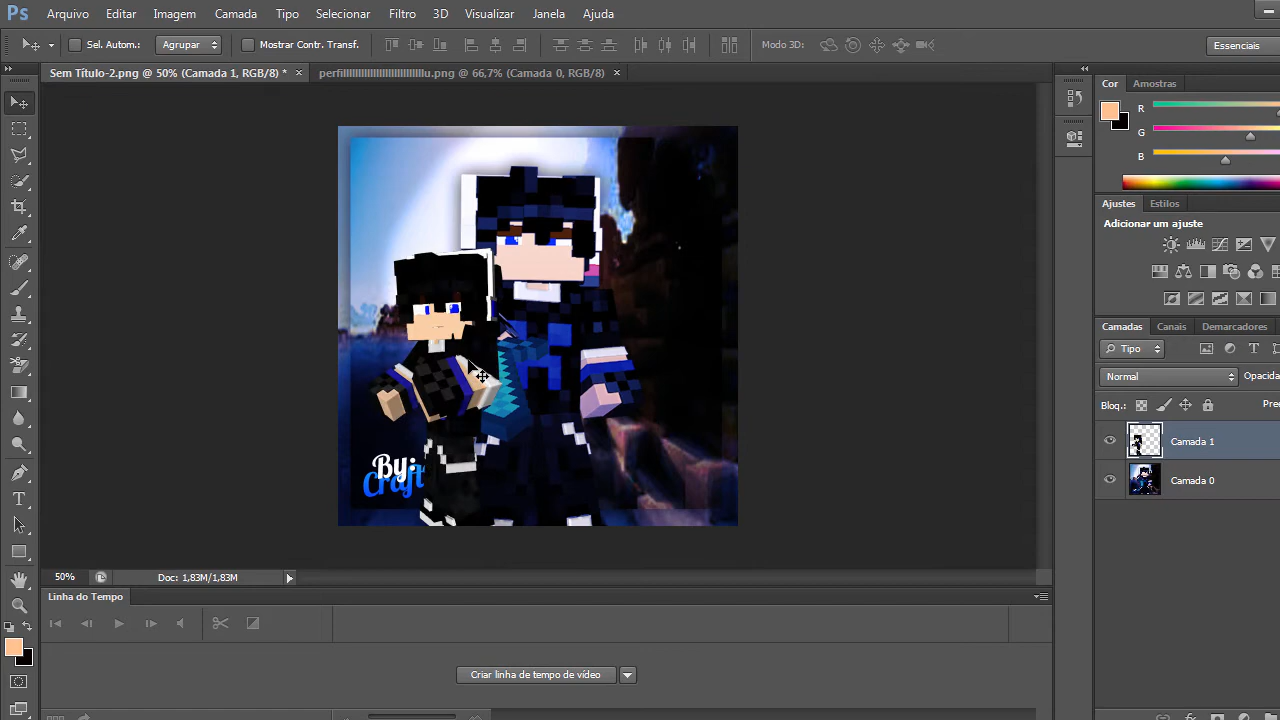 Ps Arquivo Editar Imagem Camada Tipo Selecionar Filtro 3D Visualizar Janela Ajuda
Sel. Autom.: Agrupar Mostrar Contr. Transf. Modo 3D: Essenciais
Sem Título-2.png @ 50% (Camada 1, RGB/8) * ×
@ 66,7% (Camada 0, RGB/8) ×
Cor Amostras
R
G
B
Ajustes Estilos
Adicionar um ajuste
Camadas Canais Demarcadores
Tipo
Normal Opacida
Bloq.: Pree
Camada 1
Camada 0
By:
Craft
50% Doc: 1,83M/1,83M
Linha do Tempo
Criar linha de tempo de vídeo